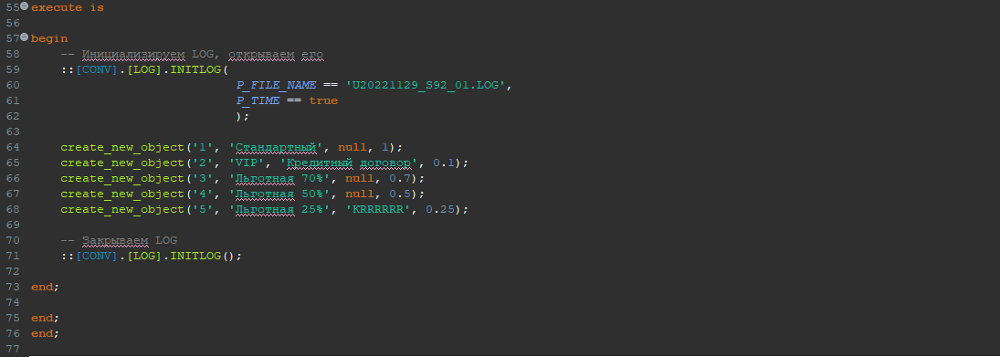 55 execute is
56
57 begin
58     -- Инициализируем LOG, открываем его
59     ::[CONV].[LOG].INITLOG(
60                             P_FILE_NAME == 'U20221129_S92_01.LOG',
61                             P_TIME == true
62                             );
63
64     create_new_object('1', 'Стандартный', null, 1);
65     create_new_object('2', 'VIP', 'Кредитный договор', 0.1);
66     create_new_object('3', 'Льготная 70%', null, 0.7);
67     create_new_object('4', 'Льготная 50%', null, 0.5);
68     create_new_object('5', 'Льготная 25%', 'KRRRRRR', 0.25);
69
70     -- Закрываем LOG
71     ::[CONV].[LOG].INITLOG();
72
73 end;
74
75 end;
76 end;
77